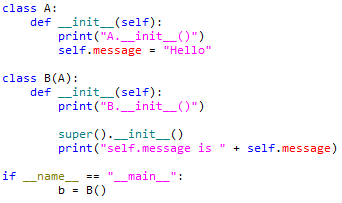 class A:
    def __init__(self):
        print("A.__init__()")
        self.message = "Hello"

class B(A):
    def __init__(self):
        print("B.__init__()")

        super().__init__()
        print("self.message is " + self.message)

if __name__ == "__main__":
        b = B()